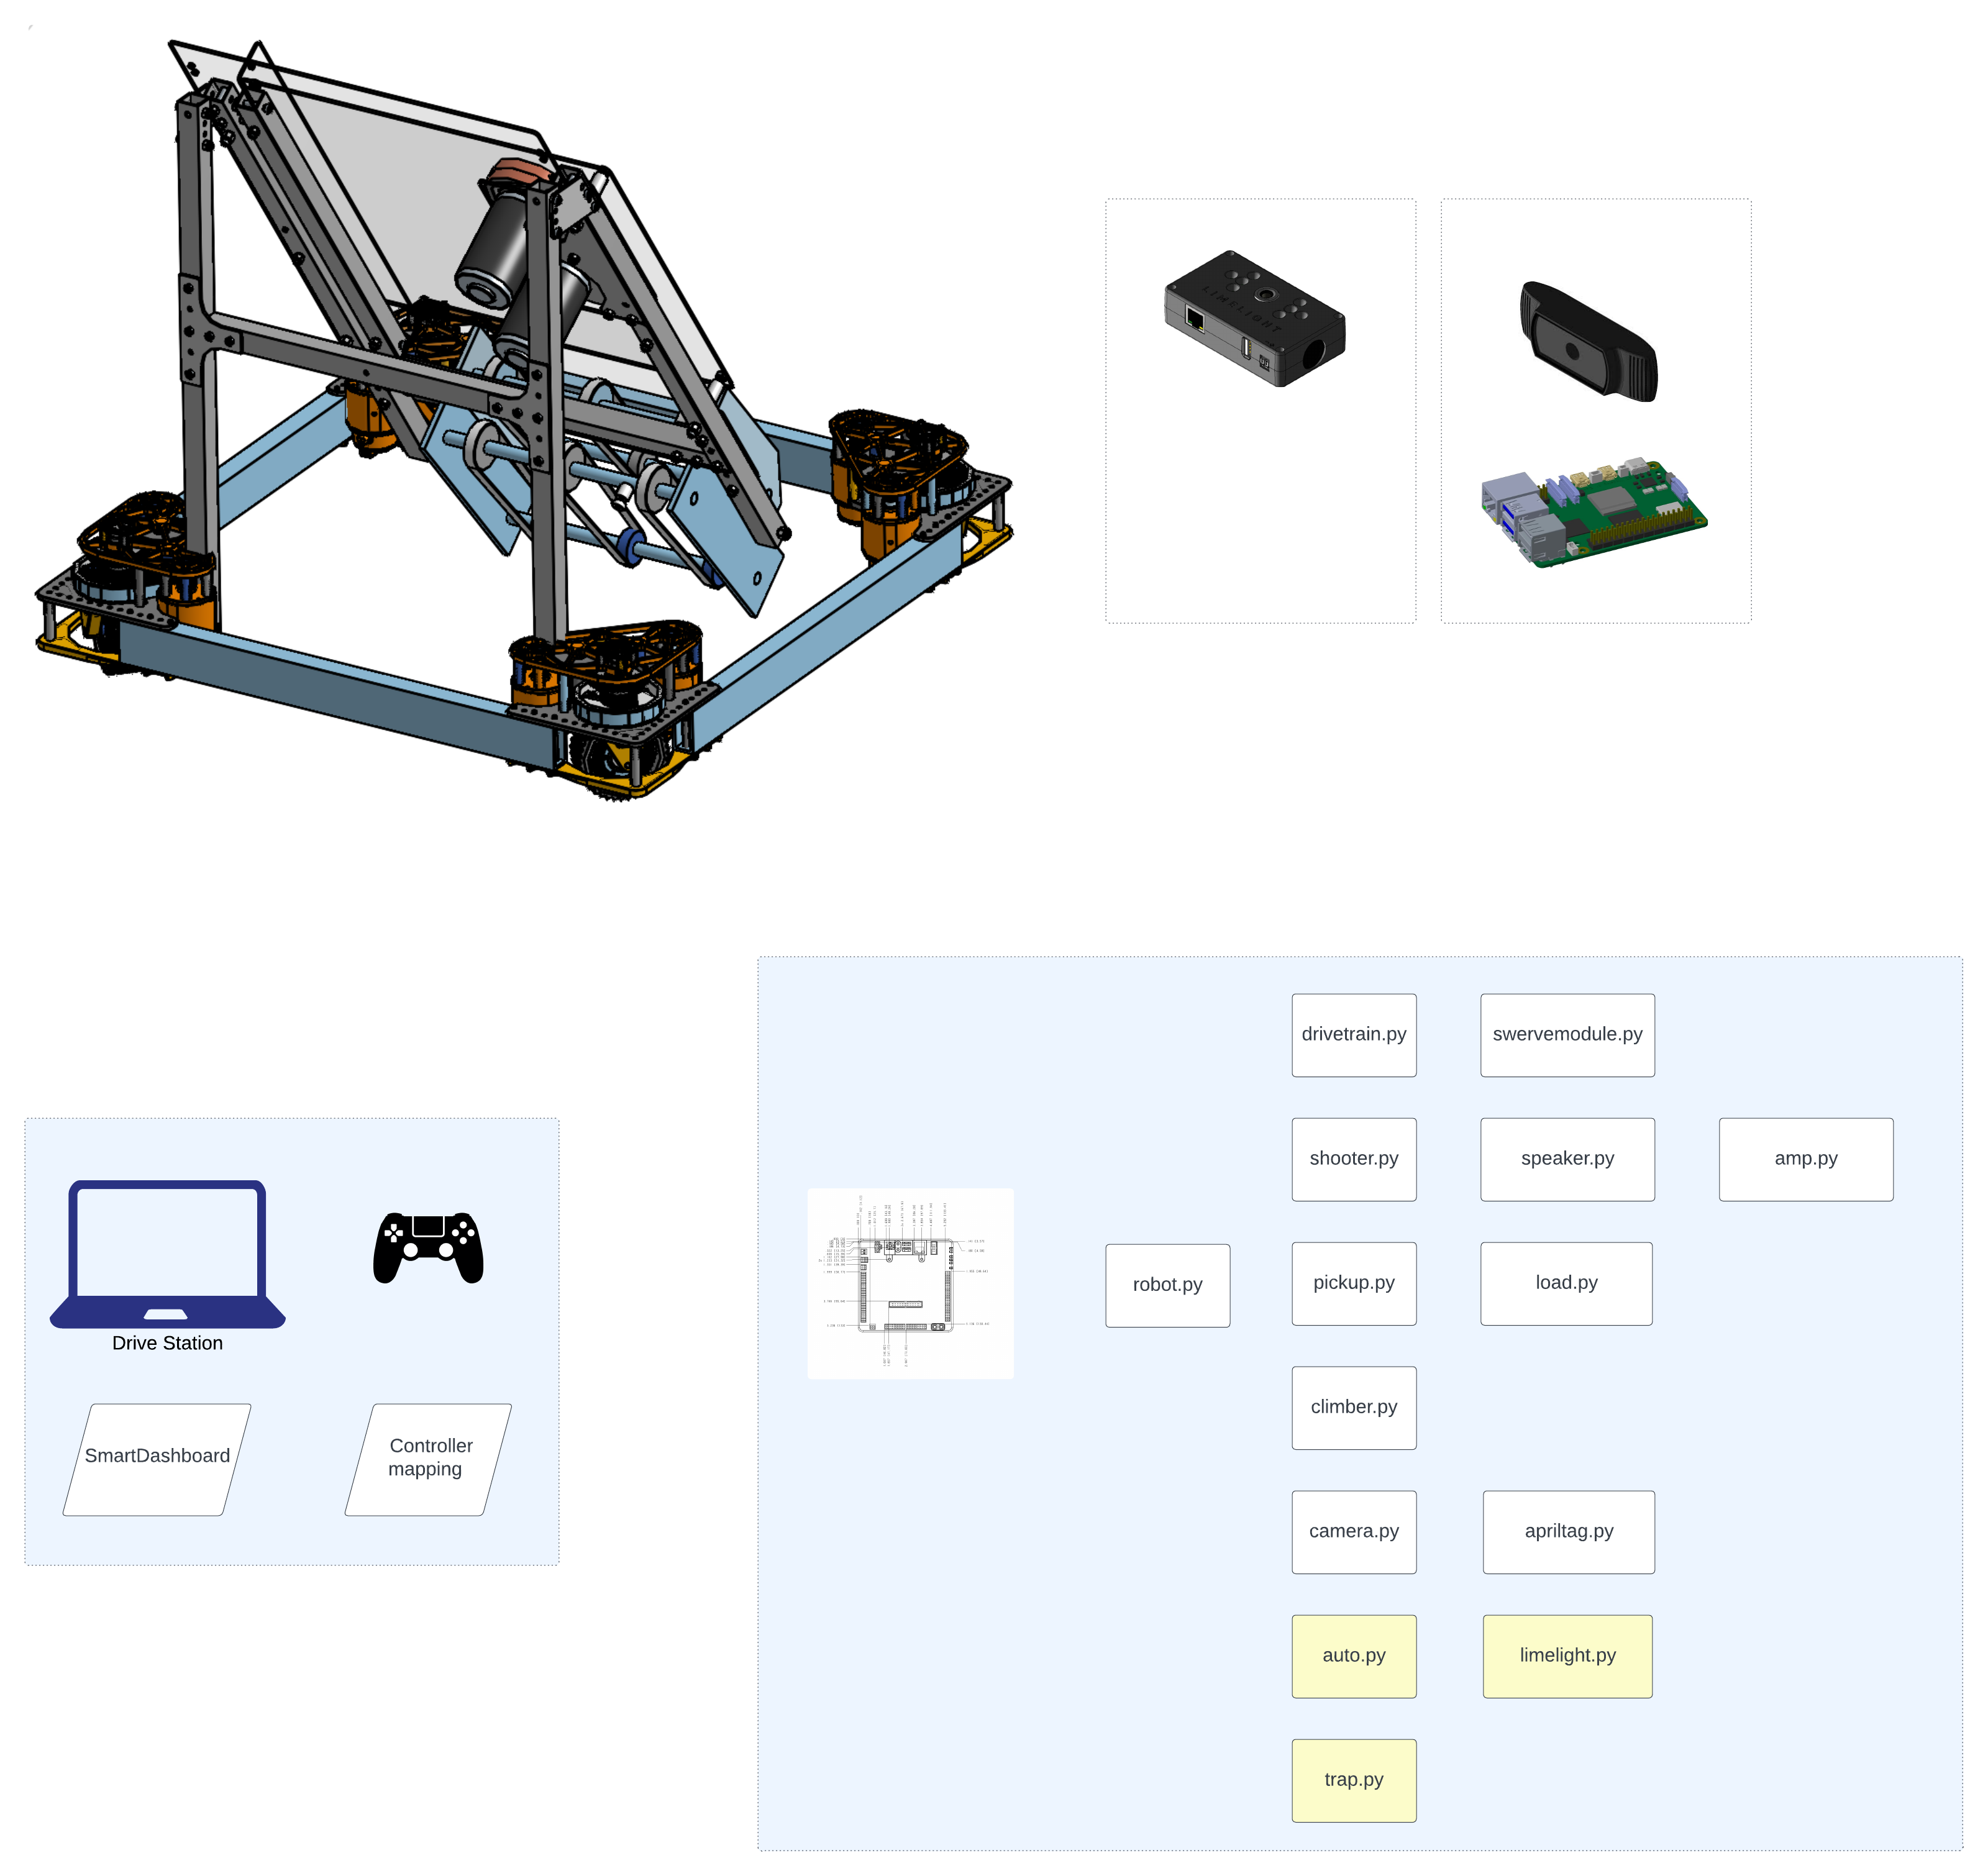 LIMELIGHT
drivetrain.py
swervemodule.py
shooter.py
speaker.py
amp.py
robot.py
pickup.py
load.py
climber.py
camera.py
apriltag.py
auto.py
limelight.py
trap.py
Drive Station
SmartDashboard
Controller
mapping